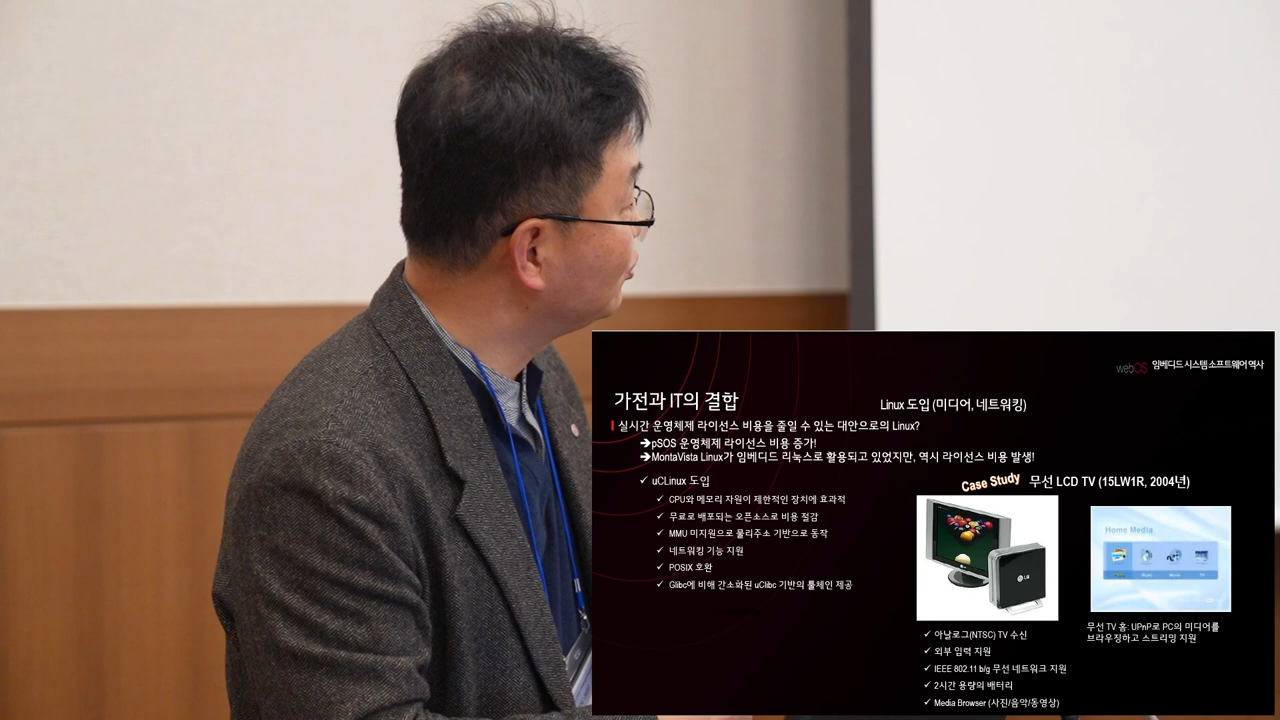 webOS 임베디드 시스템 소프트웨어 역사
가전과 IT의 결합
Linux 도입 (미디어, 네트워킹)
실시간 운영체제 라이선스 비용을 줄일 수 있는 대안으로의 Linux?
➔pSOS 운영체제 라이선스 비용 증가!
➔MontaVista Linux가 임베디드 리눅스로 활용되고 있었지만, 역시 라이선스 비용 발생!
✓ uCLinux 도입
✓ CPU와 메모리 자원이 제한적인 장치에 효과적
✓ 무료로 배포되는 오픈소스로 비용 절감
✓ MMU 미지원으로 물리주소 기반으로 동작
✓ 네트워킹 기능 지원
✓ POSIX 호환
✓ Glibc에 비해 간소화된 uClibc 기반의 툴체인 제공
Case Study 무선 LCD TV (15LW1R, 2004년)
LG
Home Media
✓ 아날로그(NTSC) TV 수신
✓ 외부 입력 지원
✓ IEEE 802.11 b/g 무선 네트워크 지원
✓ 2시간 용량의 배터리
✓ Media Browser (사진/음악/동영상)
무선 TV 홈: UPnP로 PC의 미디어를
브라우징하고 스트리밍 지원